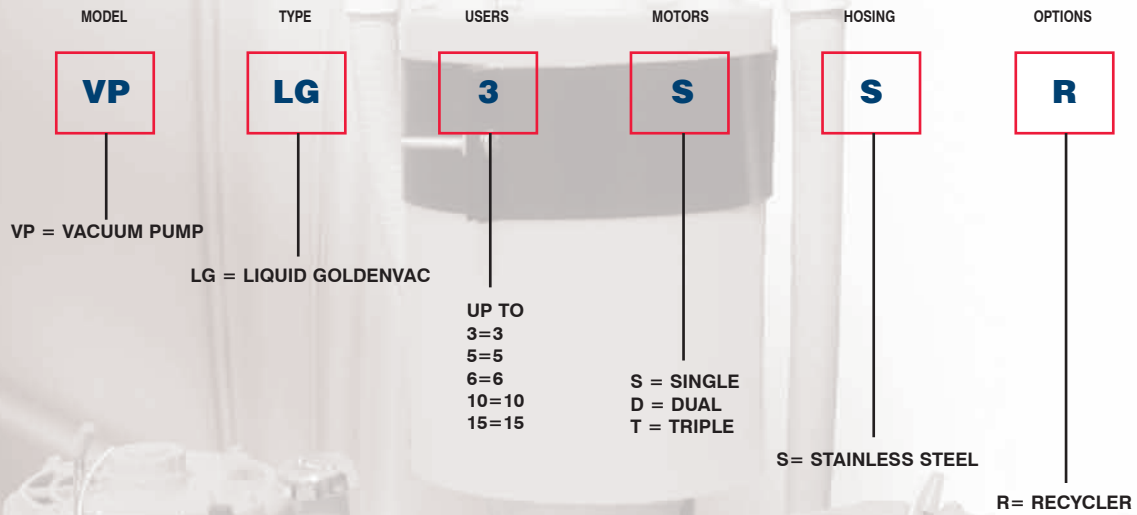 MODEL TYPE USERS MOTORS HOSING OPTIONS
VP LG 3 S S R
VP = VACUUM PUMP
LG = LIQUID GOLDENVAC
UP TO
3=3
5=5
6=6
10=10
15=15
S = SINGLE
D = DUAL
T = TRIPLE
S= STAINLESS STEEL
R= RECYCLER